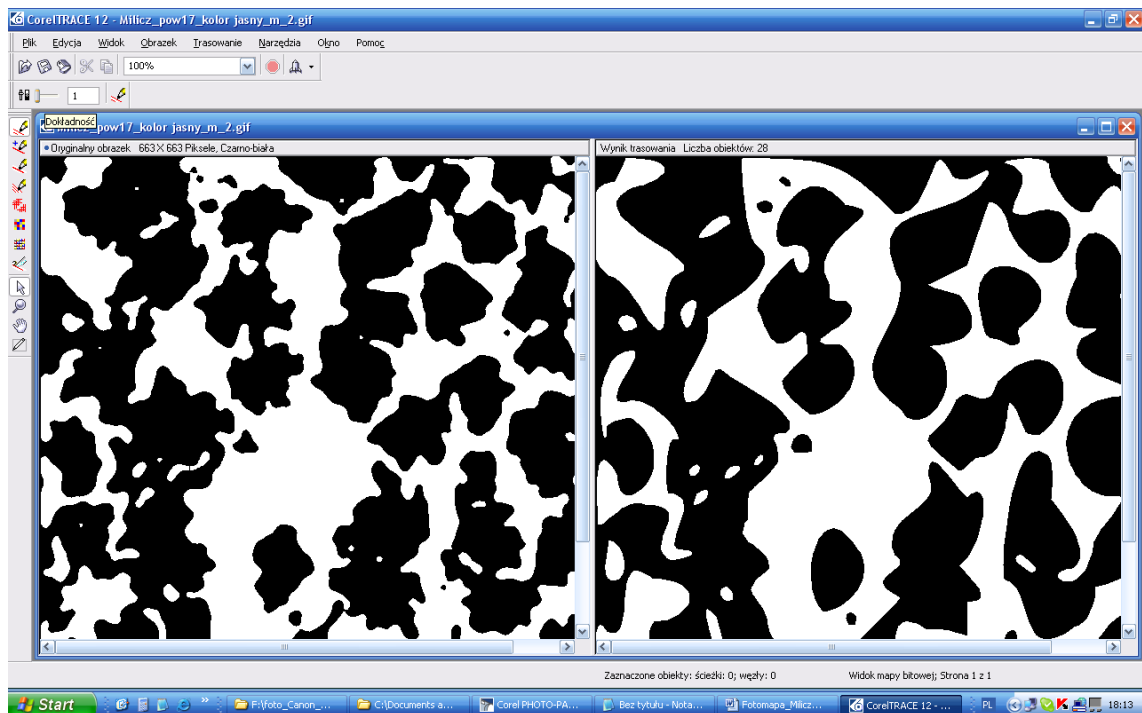 CorelTRACE 12 - Milicz_pow17_kolor jasny_m_2.gif
Plik Edycja Widok Obrazek Trasowanie Narzędzia Okno Pomoc
100%
1
Dokładność
pow17_kolor jasny_m_2.gif
Oryginalny obrazek 663 X 663 Piksele, Czarno-biała
Wynik trasowania Liczba obiektów: 28
Zaznaczone obiekty: ścieżki: 0; węzły: 0 Widok mapy bitowej; Strona 1 z 1
Start F:\foto_Canon_... C:\Documents a... Corel PHOTO-PA... Bez tytułu - Nota... Fotomapa_Milicz... CorelTRACE 12 - ... PL 18:13